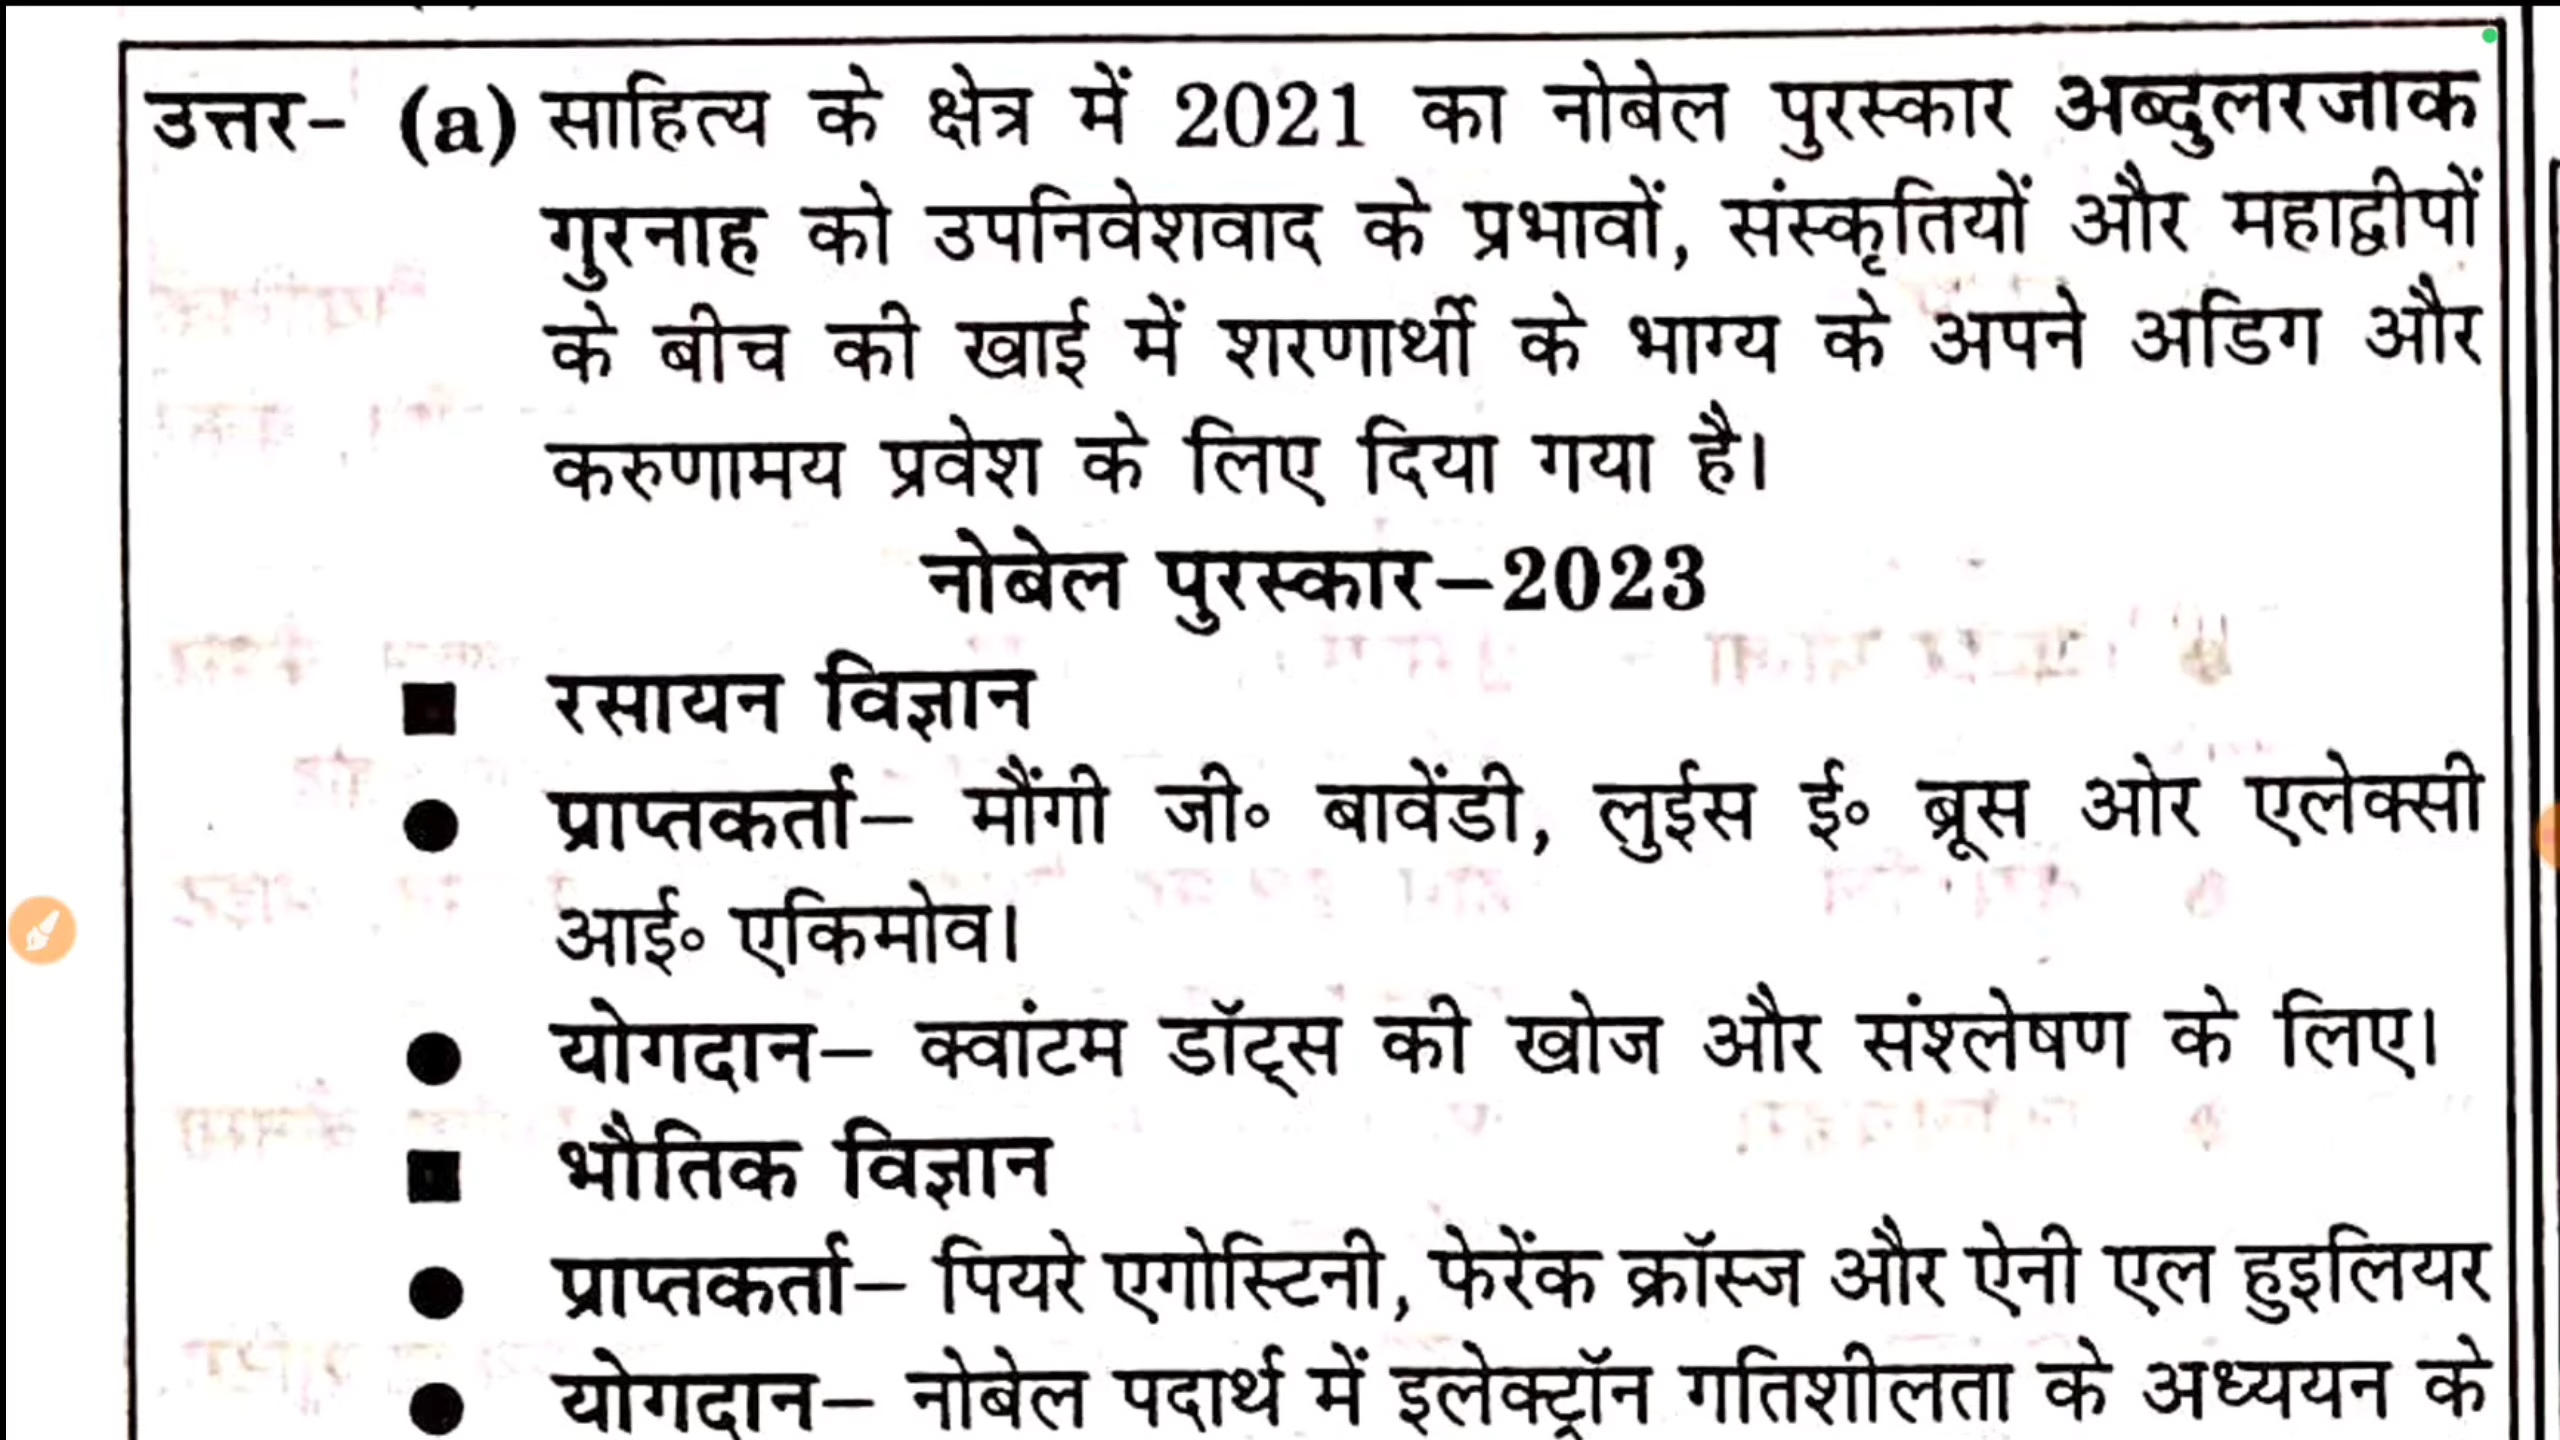 उत्तर- (a) साहित्य के क्षेत्र में 2021 का नोबेल पुरस्कार अब्दुलरजाक
गुरनाह को उपनिवेशवाद के प्रभावों, संस्कृतियों और महाद्वीपों
के बीच की खाई में शरणार्थी के भाग्य के अपने अडिग और
करुणामय प्रवेश के लिए दिया गया है।
नोबेल पुरस्कार–2023
■ रसायन विज्ञान
● प्राप्तकर्ता– मौंगी जी॰ बावेंडी, लुईस ई॰ ब्रूस ओर एलेक्सी
आई॰ एकिमोव।
● योगदान– क्वांटम डॉट्स की खोज और संश्लेषण के लिए।
■ भौतिक विज्ञान
● प्राप्तकर्ता– पियरे एगोस्टिनी, फेरेंक क्रॉस्ज और ऐनी एल हुइलियर
● योगदान– नोबेल पदार्थ में इलेक्ट्रॉन गतिशीलता के अध्ययन के